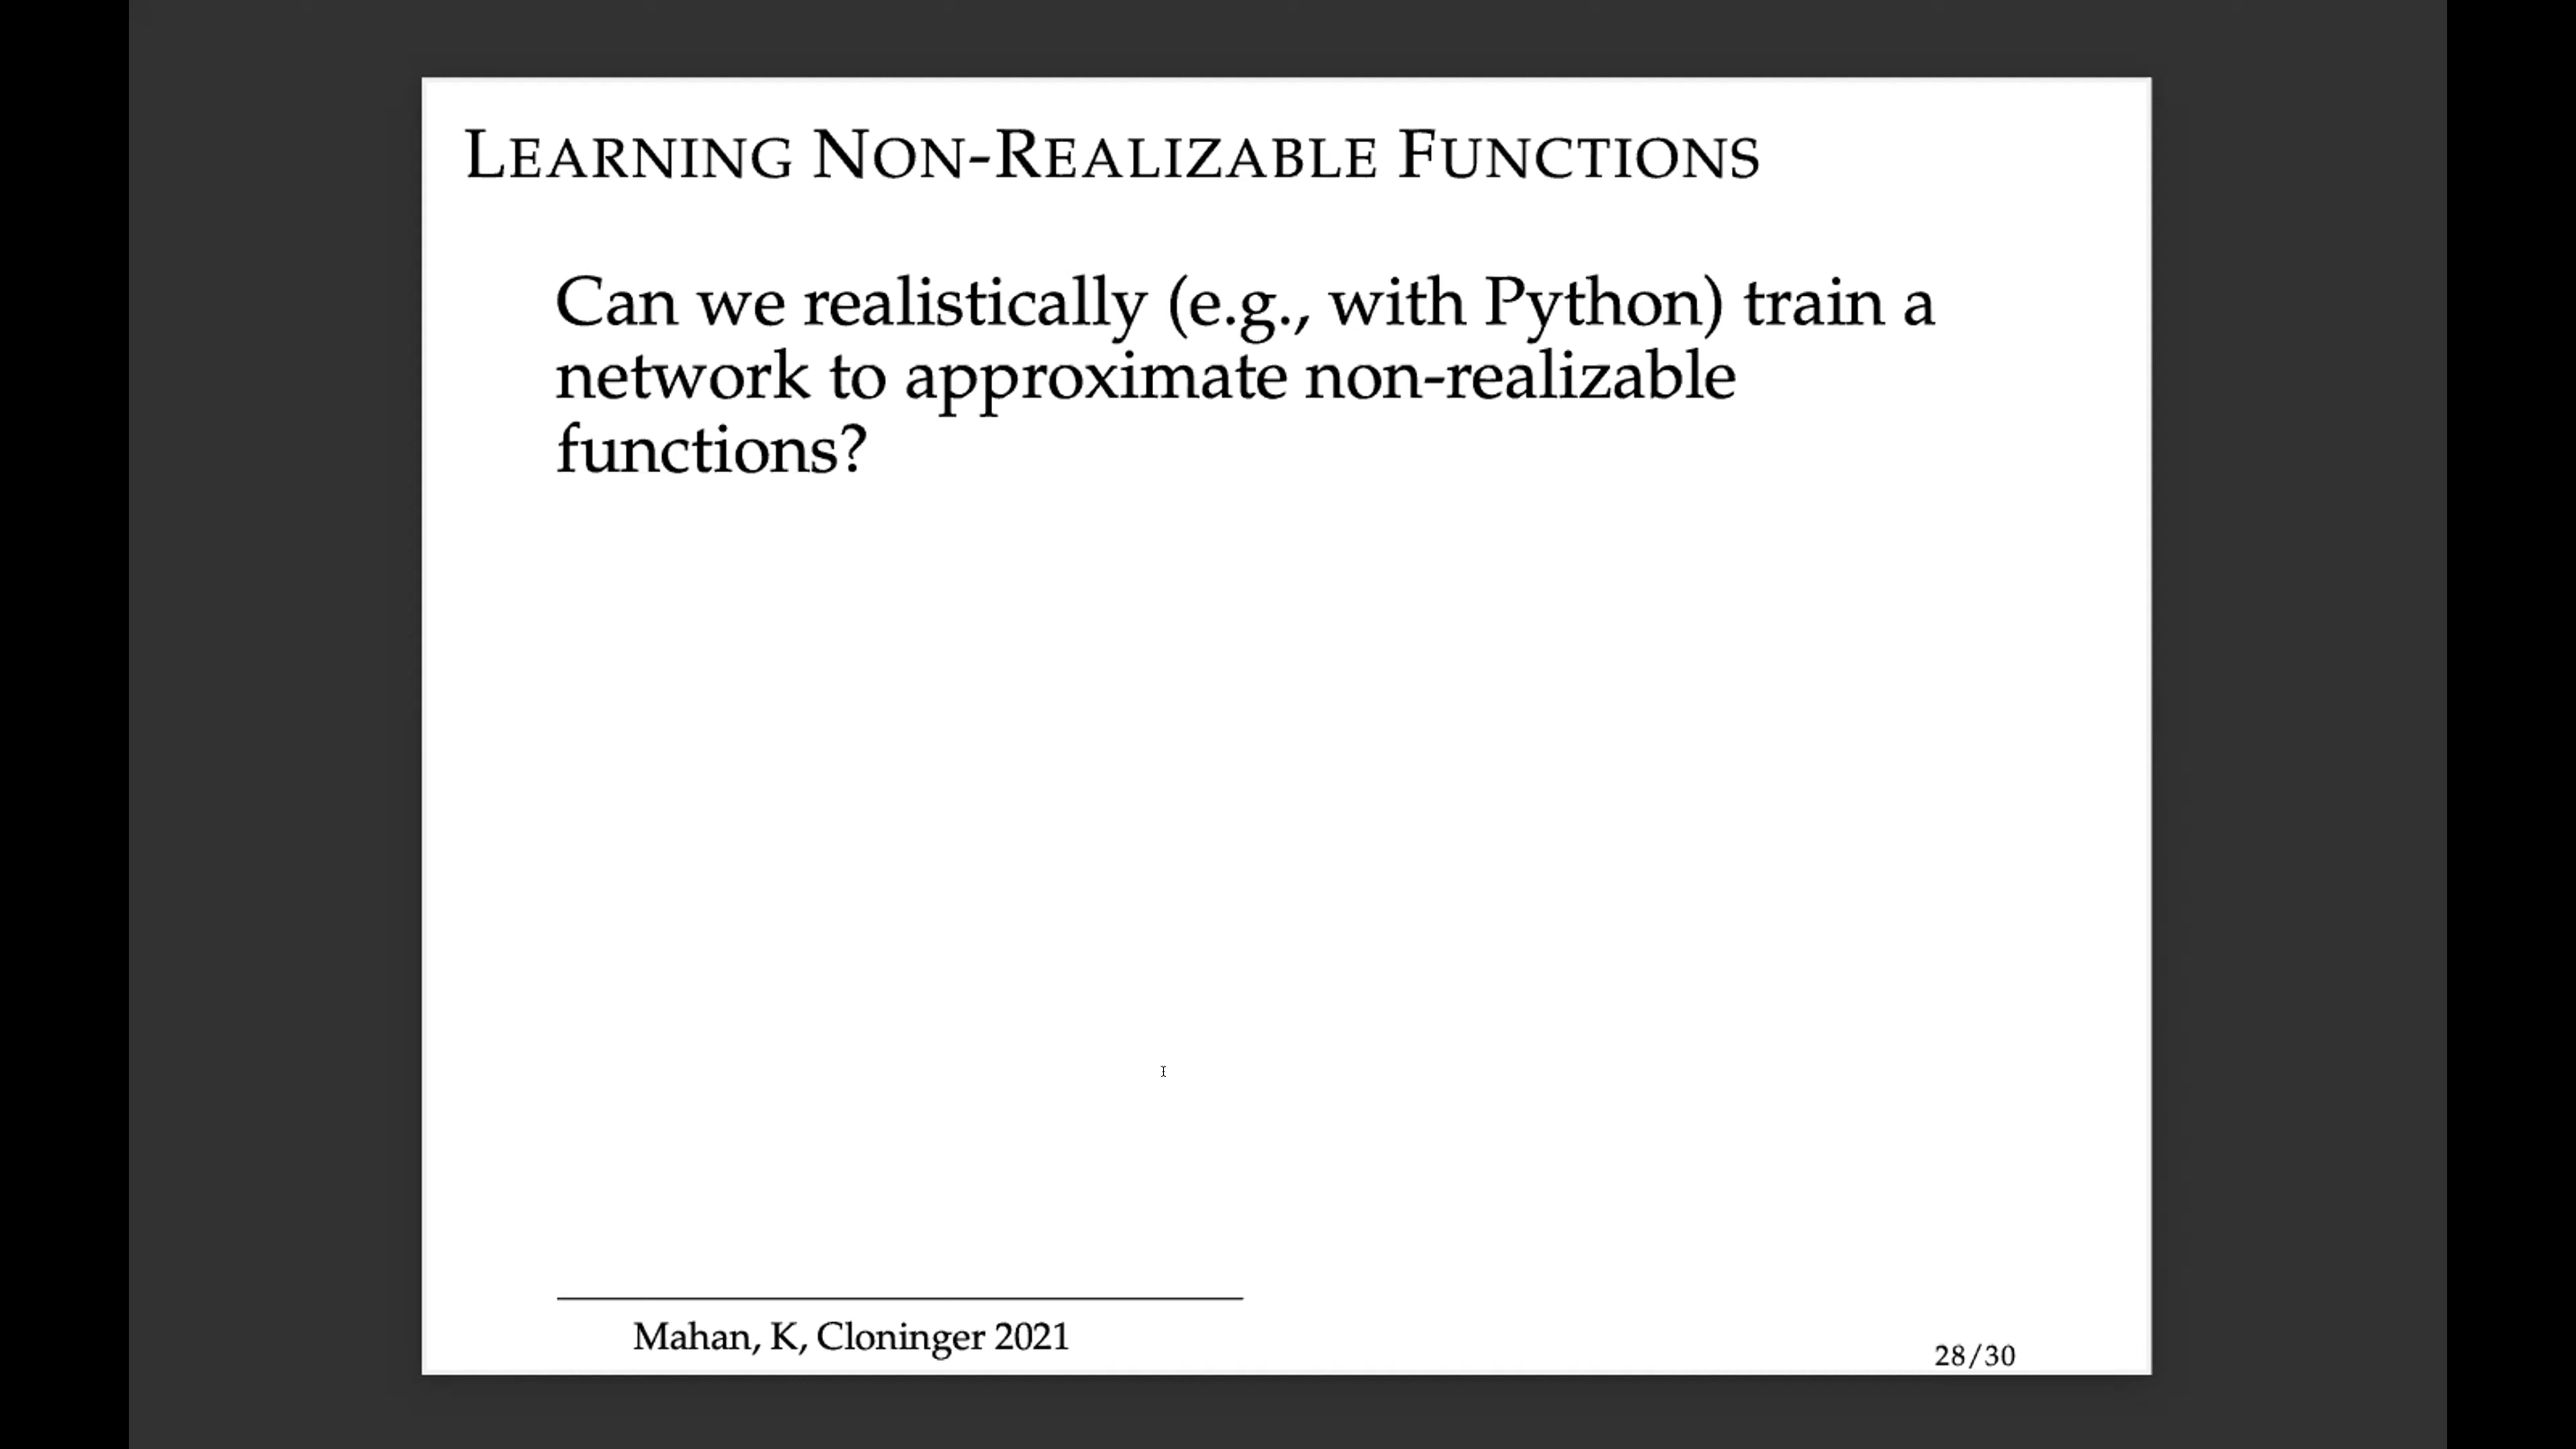 LEARNING NON-REALIZABLE FUNCTIONS
Can we realistically (e.g., with Python) train a
network to approximate non-realizable
functions?
Mahan, K, Cloninger 2021
28/30